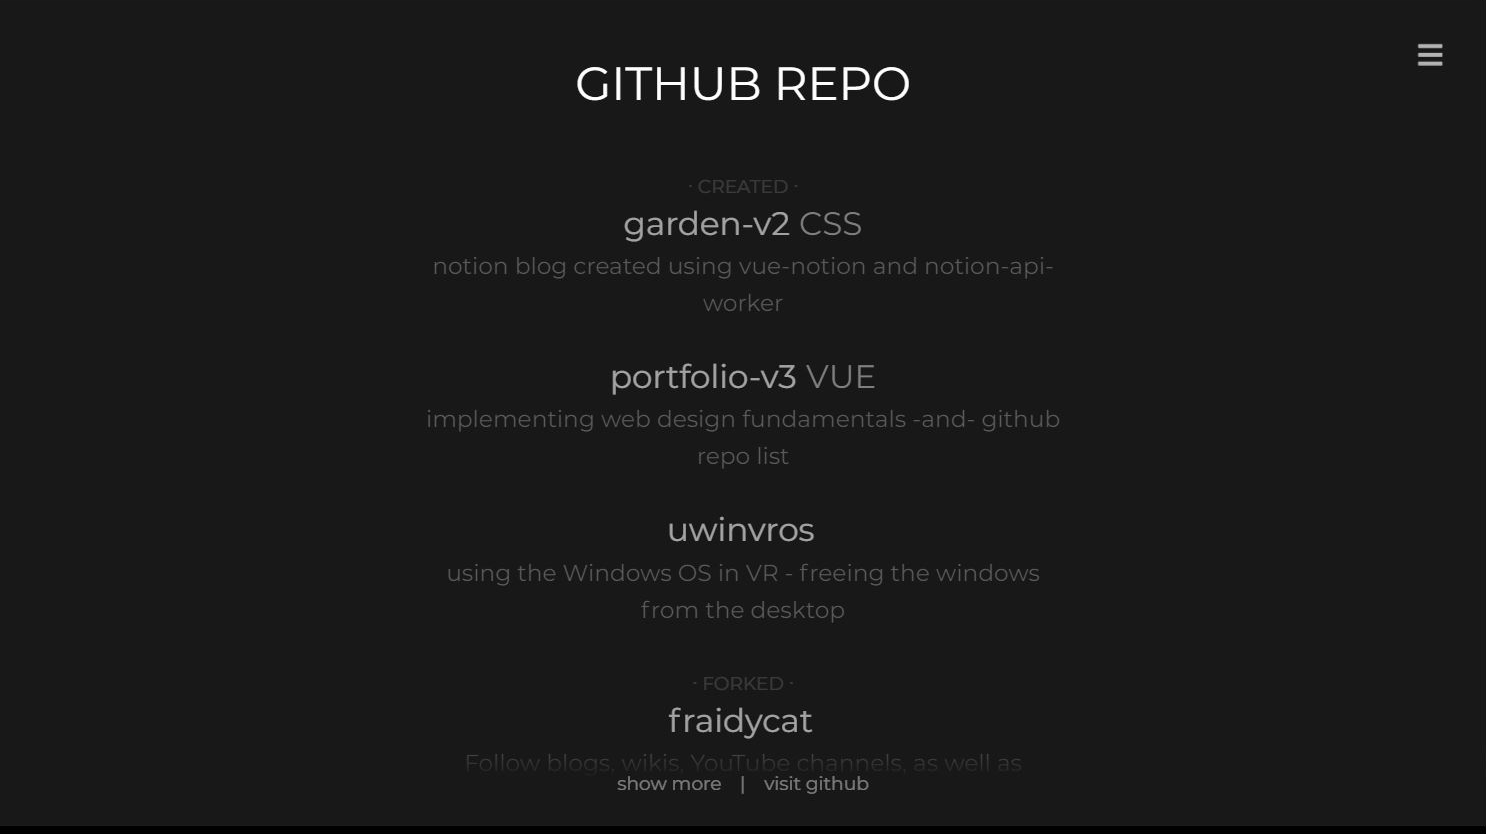 GITHUB REPO
· CREATED ·
garden-v2 CSS
notion blog created using vue-notion and notion-api-
worker
portfolio-v3 VUE
implementing web design fundamentals -and- github
repo list
uwinvros
using the Windows OS in VR - freeing the windows
from the desktop
· FORKED ·
fraidycat
Follow blogs, wikis, YouTube channels, as well as
show more | visit github